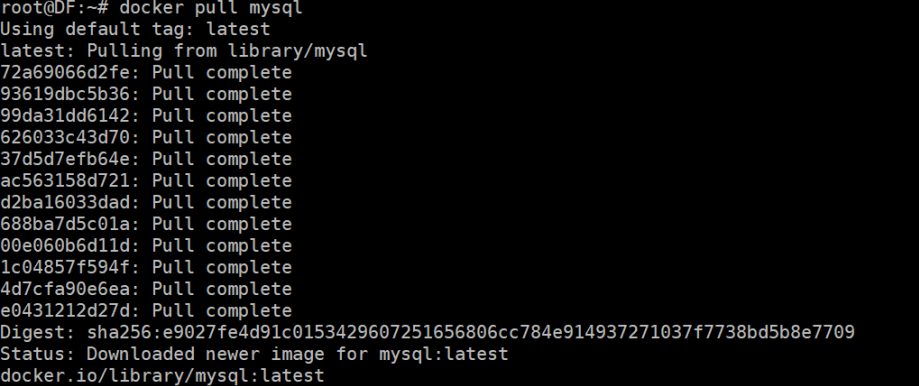 root@DF:~# docker pull mysql
Using default tag: latest
latest: Pulling from library/mysql
72a69066d2fe: Pull complete
93619dbc5b36: Pull complete
99da31dd6142: Pull complete
626033c43d70: Pull complete
37d5d7efb64e: Pull complete
ac563158d721: Pull complete
d2ba16033dad: Pull complete
688ba7d5c01a: Pull complete
00e060b6d11d: Pull complete
1c04857f594f: Pull complete
4d7cfa90e6ea: Pull complete
e0431212d27d: Pull complete
Digest: sha256:e9027fe4d91c0153429607251656806cc784e914937271037f7738bd5b8e7709
Status: Downloaded newer image for mysql:latest
docker.io/library/mysql:latest